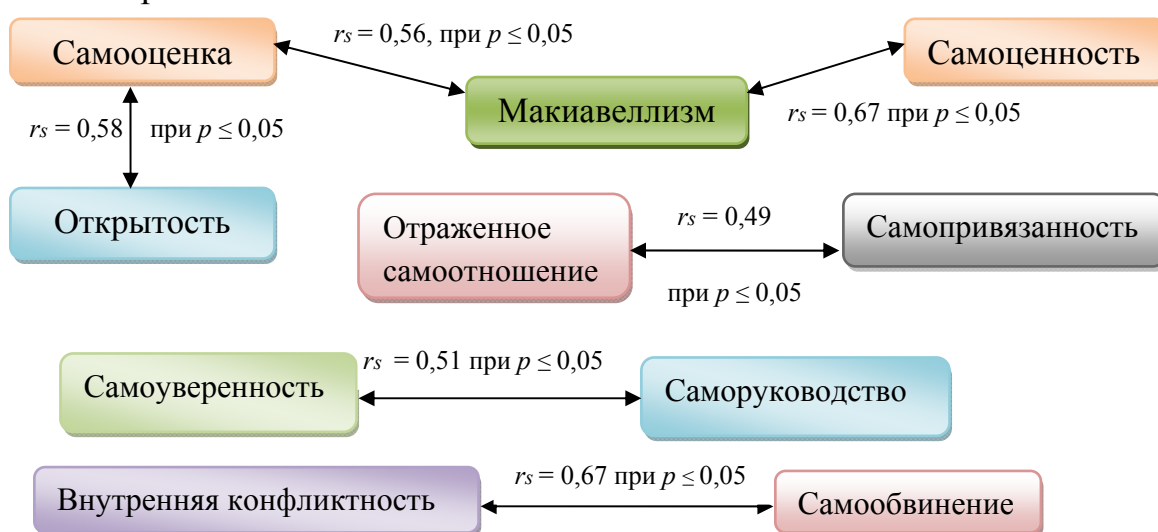 Самооценка
rs = 0,56, при p ≤ 0,05
Самоценность
Макиавеллизм
rs = 0,67 при p ≤ 0,05
rs = 0,58 при p ≤ 0,05
Открытость
Отраженное
самоотношение
rs = 0,49
при p ≤ 0,05
Самопривязанность
Самоуверенность
rs = 0,51 при p ≤ 0,05
Саморуководство
Внутренняя конфликтность
rs = 0,67 при p ≤ 0,05
Самообвинение